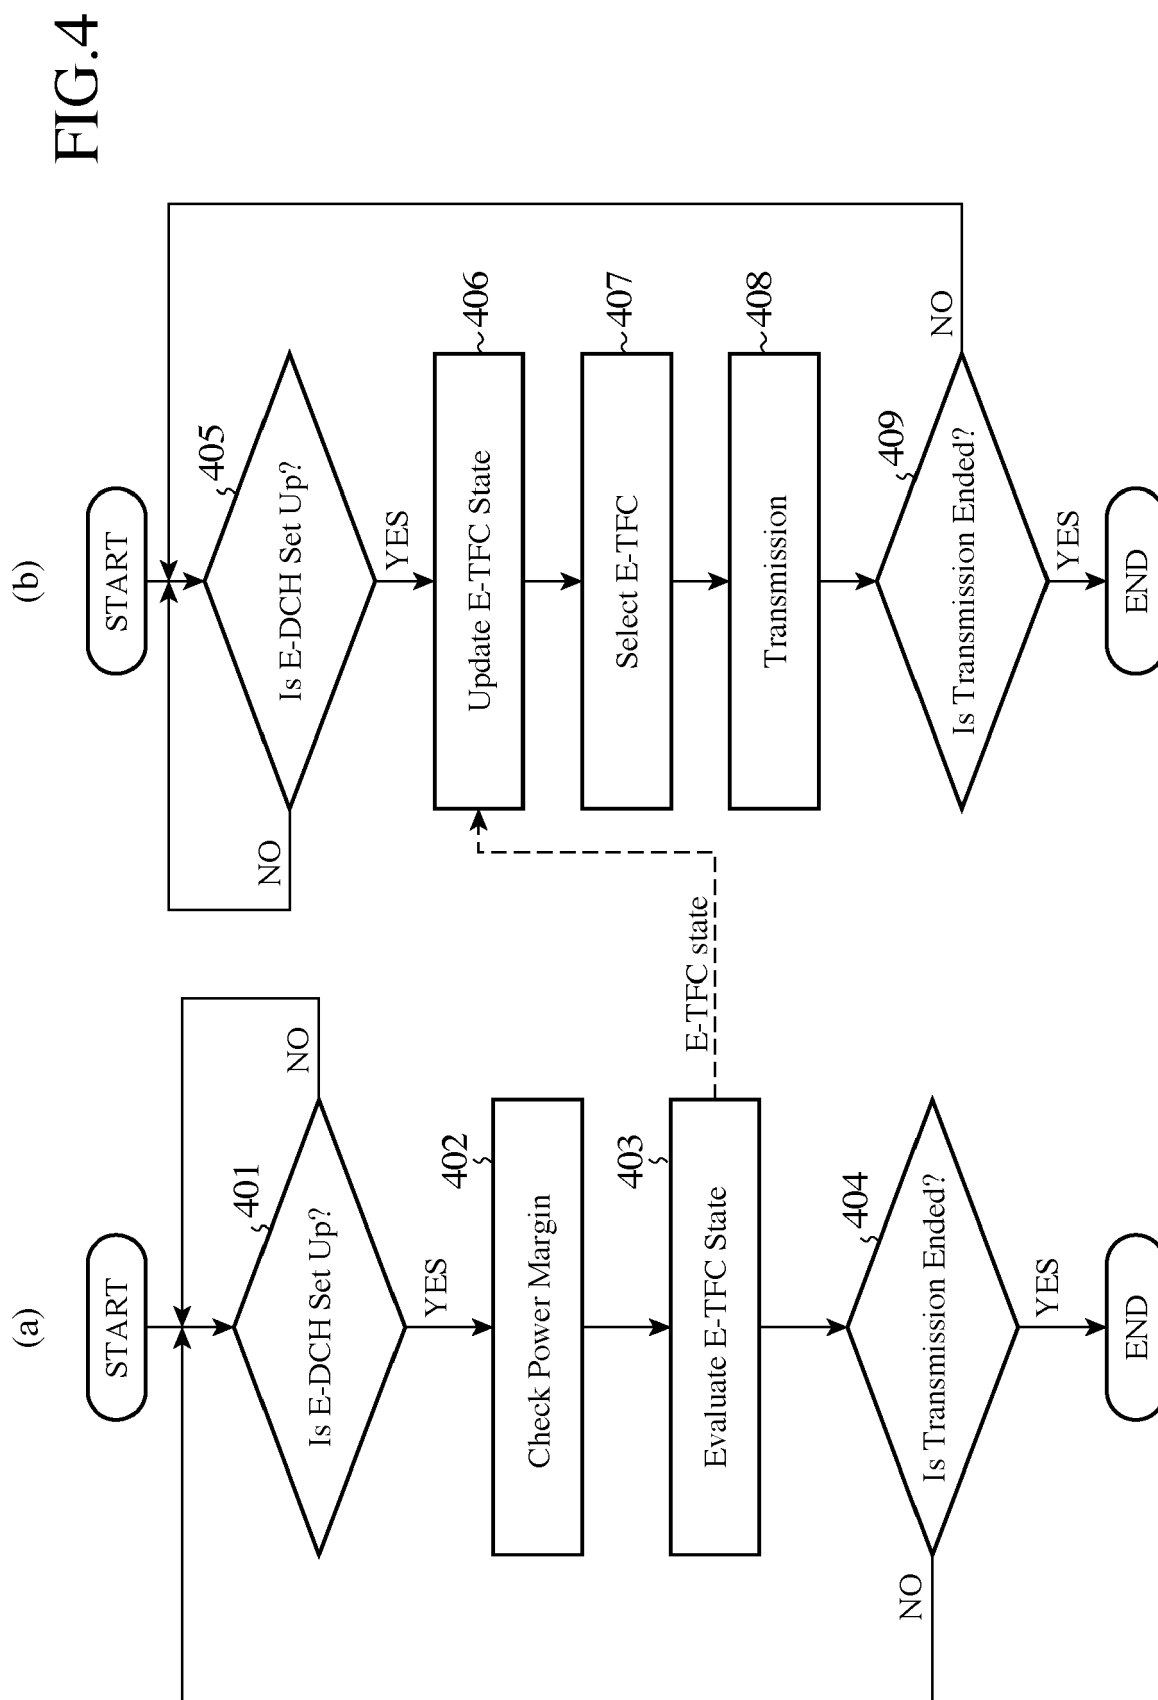 FIG.4
(a)
START
401
Is E-DCH Set Up?
NO
YES
402
Check Power Margin
403
Evaluate E-TFC State
E-TFC state
404
Is Transmission Ended?
NO
YES
END
(b)
START
405
Is E-DCH Set Up?
NO
YES
406
Update E-TFC State
407
Select E-TFC
408
Transmission
409
Is Transmission Ended?
NO
YES
END